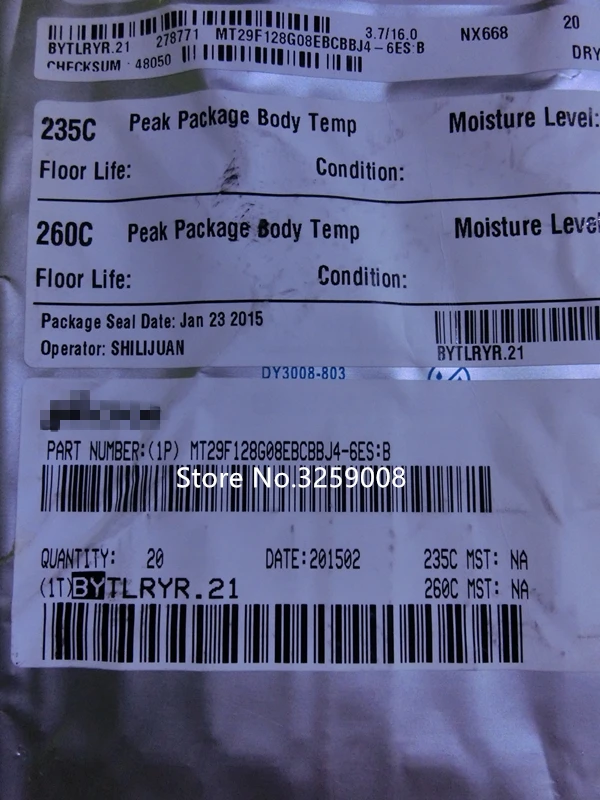 BYTLRYR.21 278771 MT29F128G08EBCBBJ4-6ES:B 3.7/16.0 NX668 20
CHECKSUM : 48050 DRY
235C Peak Package Body Temp Moisture Level:
Floor Life: Condition:
260C Peak Package Body Temp Moisture Level
Floor Life: Condition:
Package Seal Date: Jan 23 2015
Operator: SHILIJUAN
BYTLRYR.21
DY3008-803
PART NUMBER:(1P) MT29F128G08EBCBBJ4-6ES:B
Store No.3259008
QUANTITY: 20 DATE:201502 235C MST: NA
(1T)BYTLRYR.21 260C MST: NA